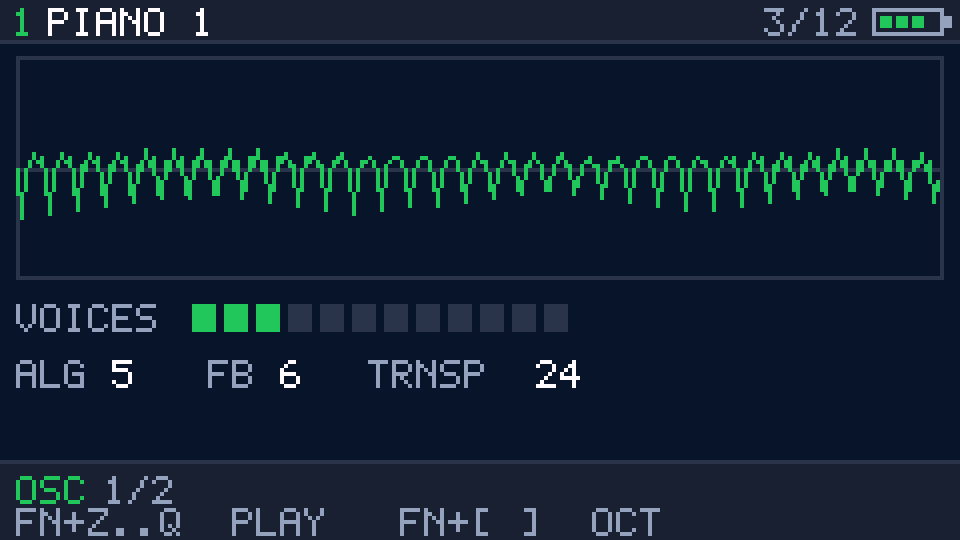 1 PIANO 1 3/12
VOICES
ALG 5 FB 6 TRNSP 24
OSC 1/2
FN+Z..Q PLAY FN+[ ] OCT